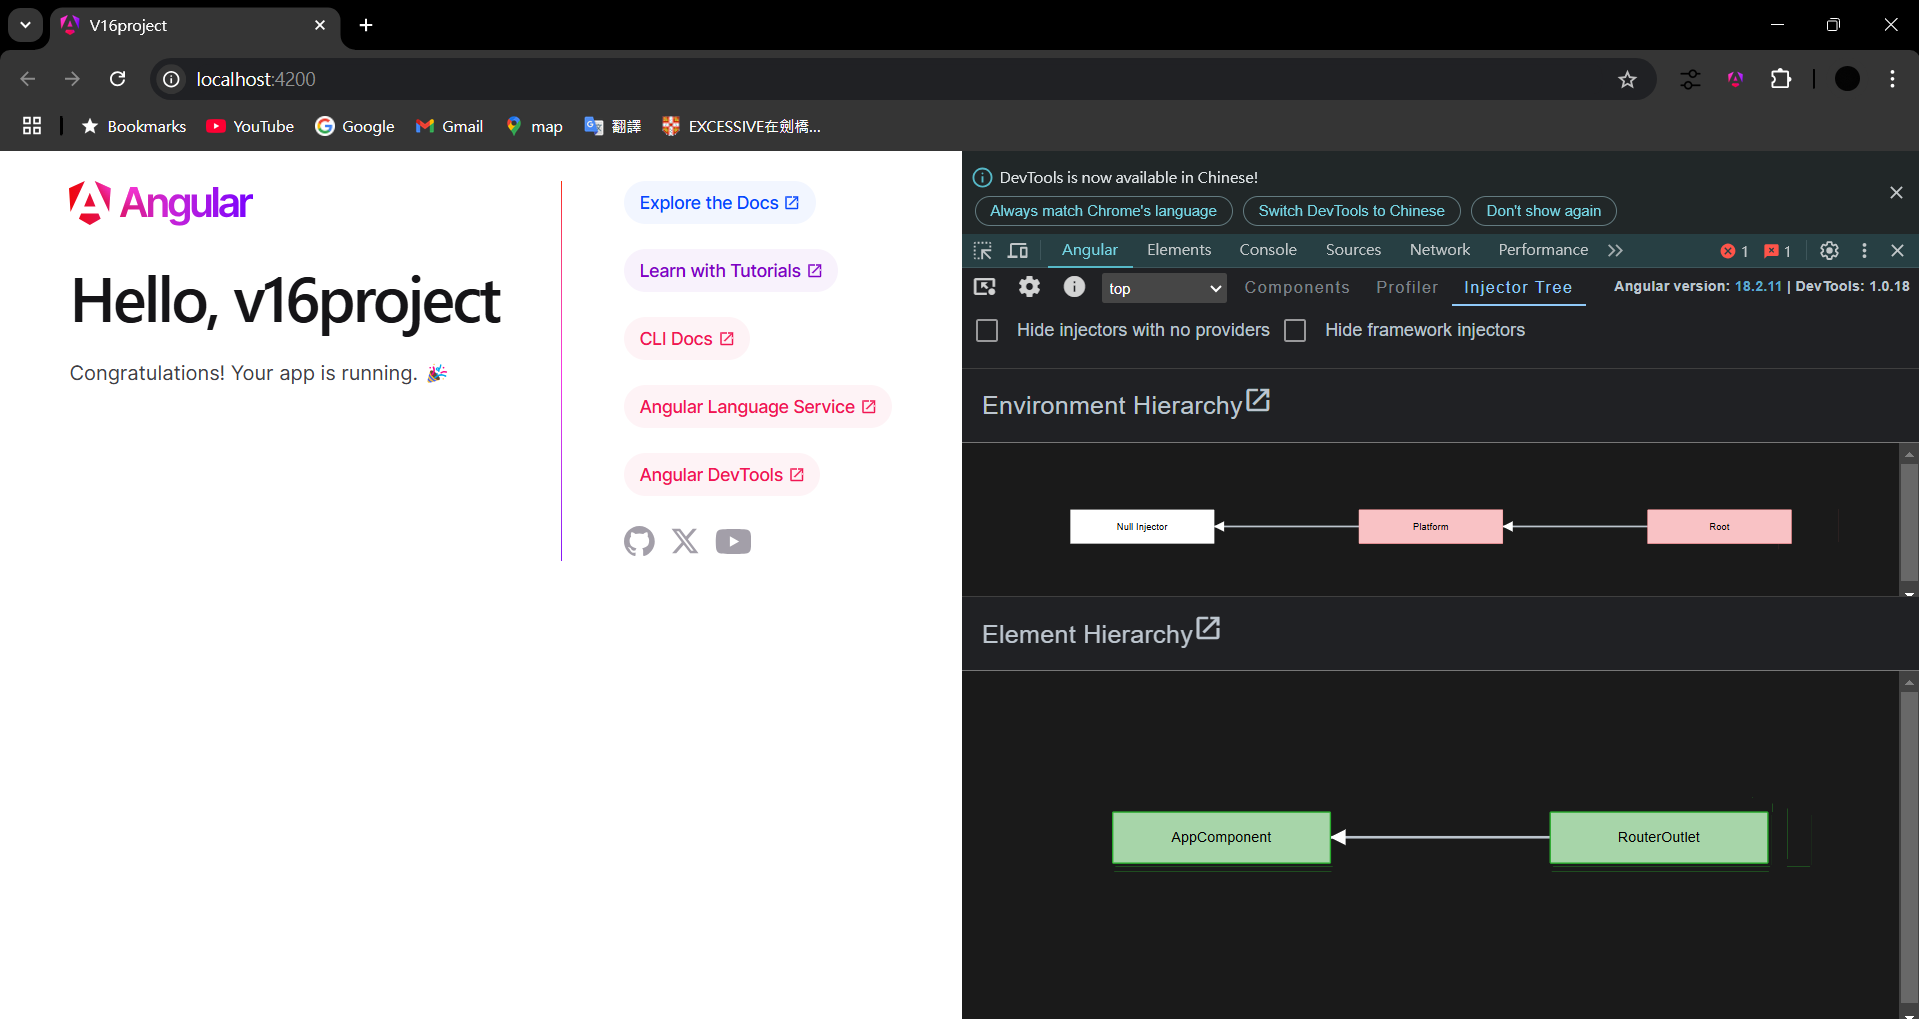 V16project
localhost:4200
Bookmarks YouTube Google Gmail map 翻譯 EXCESSIVE在劍橋...
Angular
Hello, v16project
Congratulations! Your app is running. 🎉
Explore the Docs
Learn with Tutorials
CLI Docs
Angular Language Service
Angular DevTools
DevTools is now available in Chinese!
Always match Chrome's language Switch DevTools to Chinese Don't show again
Angular Elements Console Sources Network Performance 1 1
top Components Profiler Injector Tree Angular version: 18.2.11 | DevTools: 1.0.18
Hide injectors with no providers Hide framework injectors
Environment Hierarchy
Null Injector Platform Root
Element Hierarchy
AppComponent RouterOutlet